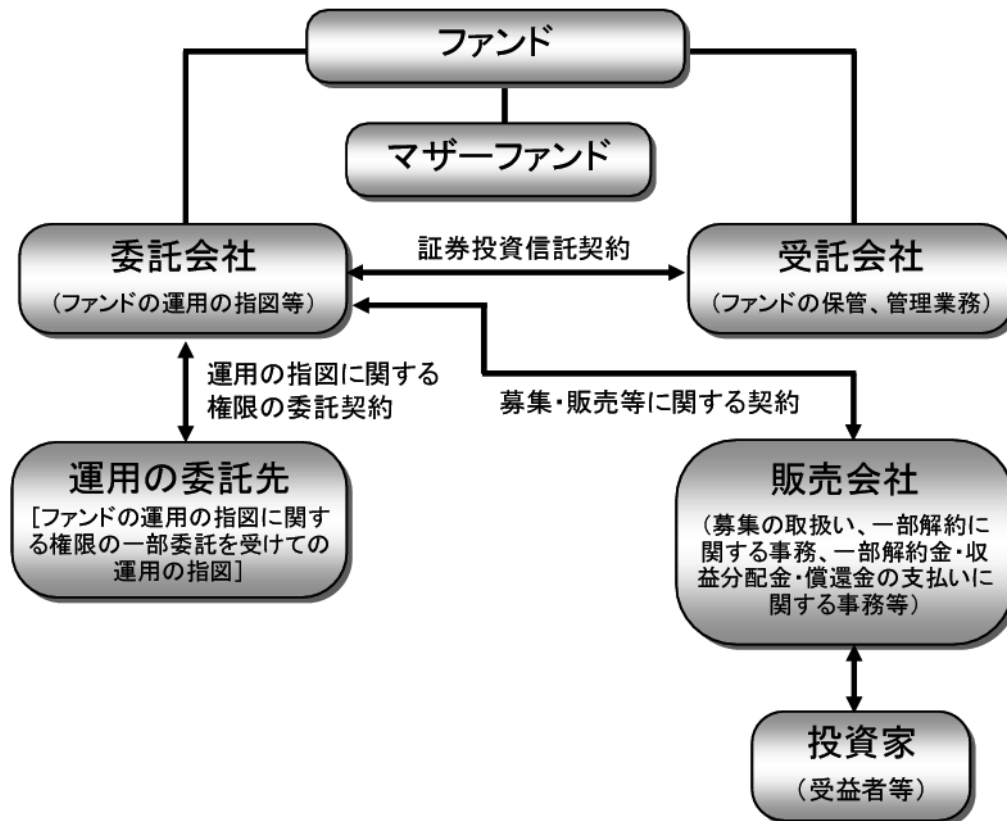 ファンド
マザーファンド
委託会社
（ファンドの運用の指図等）
証券投資信託契約
受託会社
（ファンドの保管、管理業務）
運用の指図に関する
権限の委託契約
募集・販売等に関する契約
運用の委託先
[ファンドの運用の指図に関す
る権限の一部委託を受けての
運用の指図]
販売会社
（募集の取扱い、一部解約に
関する事務、一部解約金・収
益分配金・償還金の支払いに
関する事務等）
投資家
（受益者等）